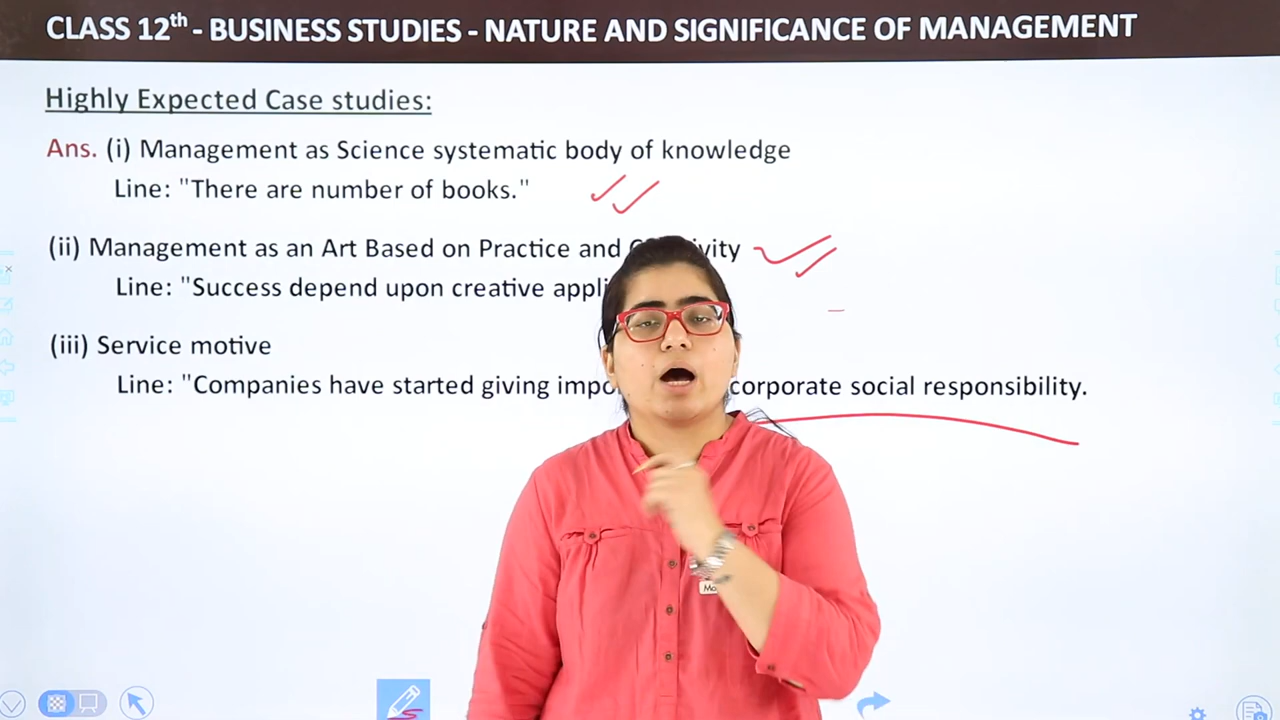 CLASS 12th - BUSINESS STUDIES - NATURE AND SIGNIFICANCE OF MANAGEMENT
Highly Expected Case studies:
Ans. (i) Management as Science systematic body of knowledge
Line: "There are number of books."
(ii) Management as an Art Based on Practice and
Line: "Success depend upon creative
(iii) Service motive
Line: "Companies have started giving corporate social responsibility.